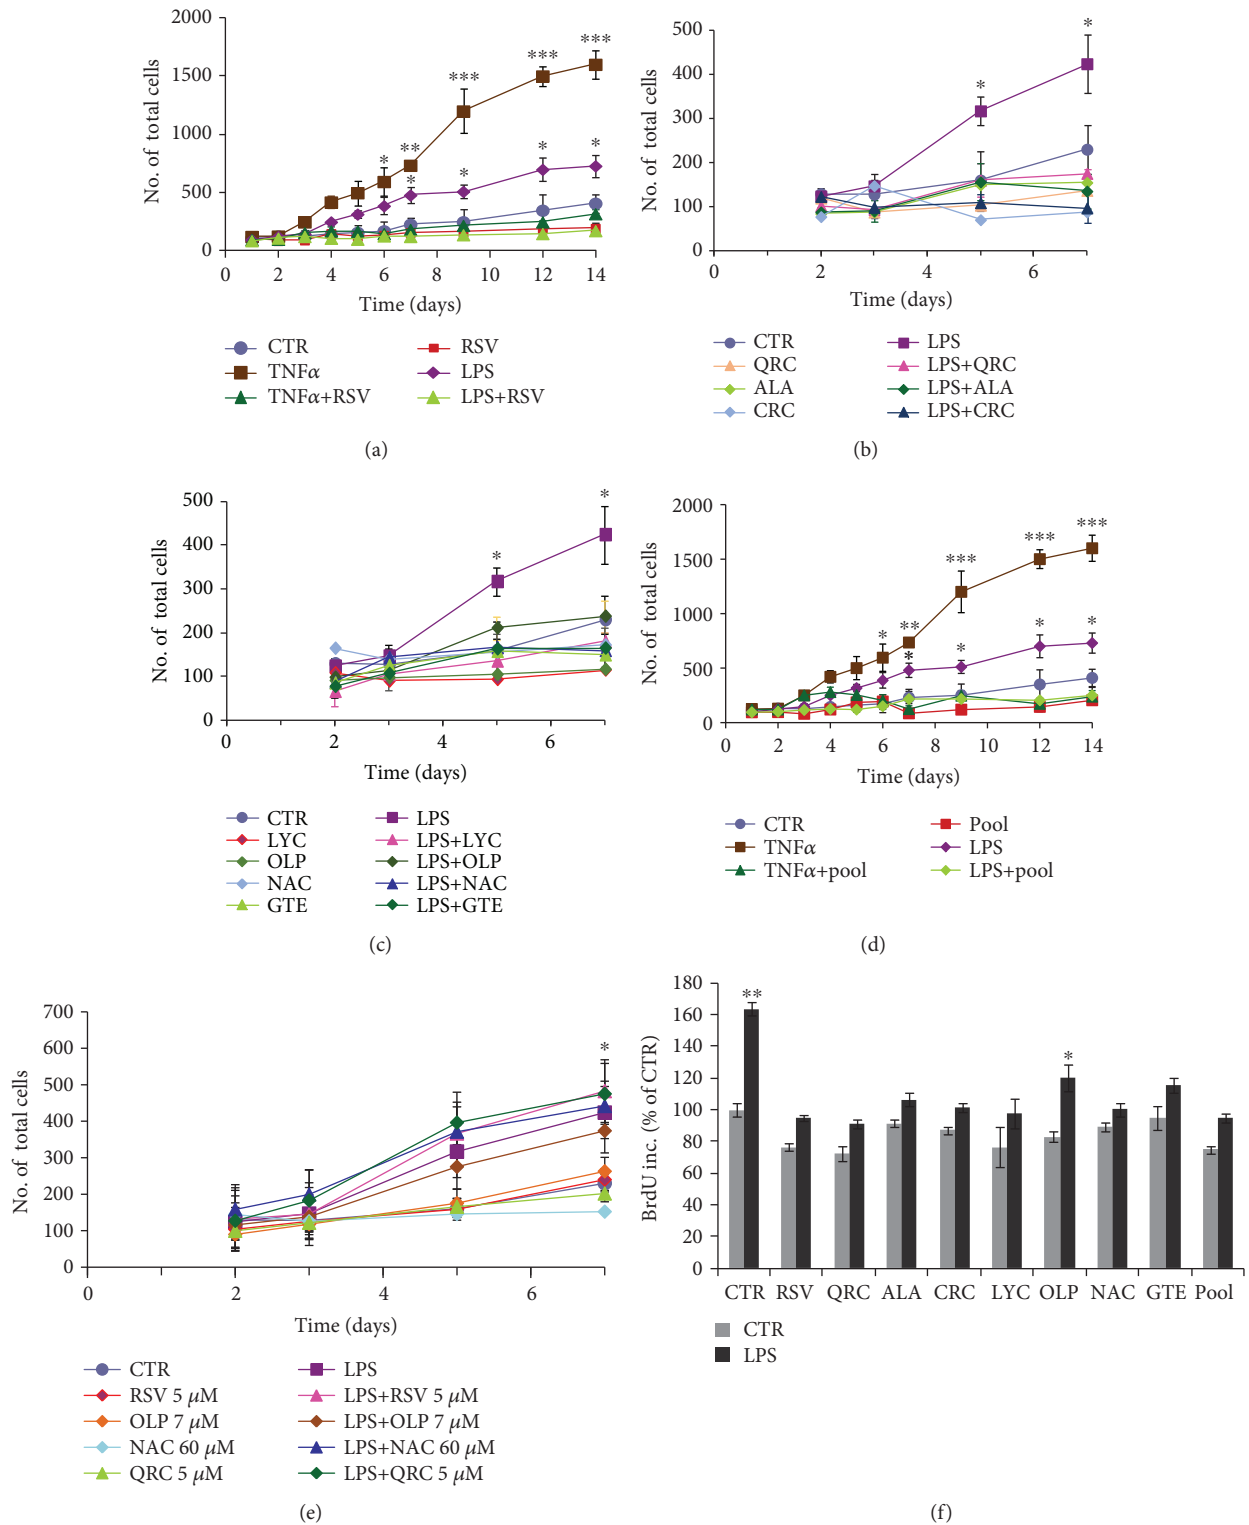 2000
1500
1000
500
0
No. of total cells
*** *** ***
* ** * * * *
0 2 4 6 8 10 12 14
Time (days)
CTR RSV
TNFα LPS
TNFα+RSV LPS+RSV
(a)
500
400
300
200
100
0
No. of total cells
* *
0 2 4 6
Time (days)
CTR LPS
QRC LPS+QRC
ALA LPS+ALA
CRC LPS+CRC
(b)
500
400
300
200
100
0
No. of total cells
* *
0 2 4 6
Time (days)
CTR LPS
LYC LPS+LYC
OLP LPS+OLP
NAC LPS+NAC
GTE LPS+GTE
(c)
2000
1500
1000
500
0
No. of total cells
*** *** ***
* ** * * * *
0 2 4 6 8 10 12 14
Time (days)
CTR Pool
TNFα LPS
TNFα+pool LPS+pool
(d)
700
600
500
400
300
200
100
0
No. of total cells
*
0 2 4 6
Time (days)
CTR LPS
RSV 5 μM LPS+RSV 5 μM
OLP 7 μM LPS+OLP 7 μM
NAC 60 μM LPS+NAC 60 μM
QRC 5 μM LPS+QRC 5 μM
(e)
180
160
140
120
100
80
60
40
20
0
BrdU inc. (% of CTR)
** *
CTR RSV QRC ALA CRC LYC OLP NAC GTE Pool
CTR
LPS
(f)